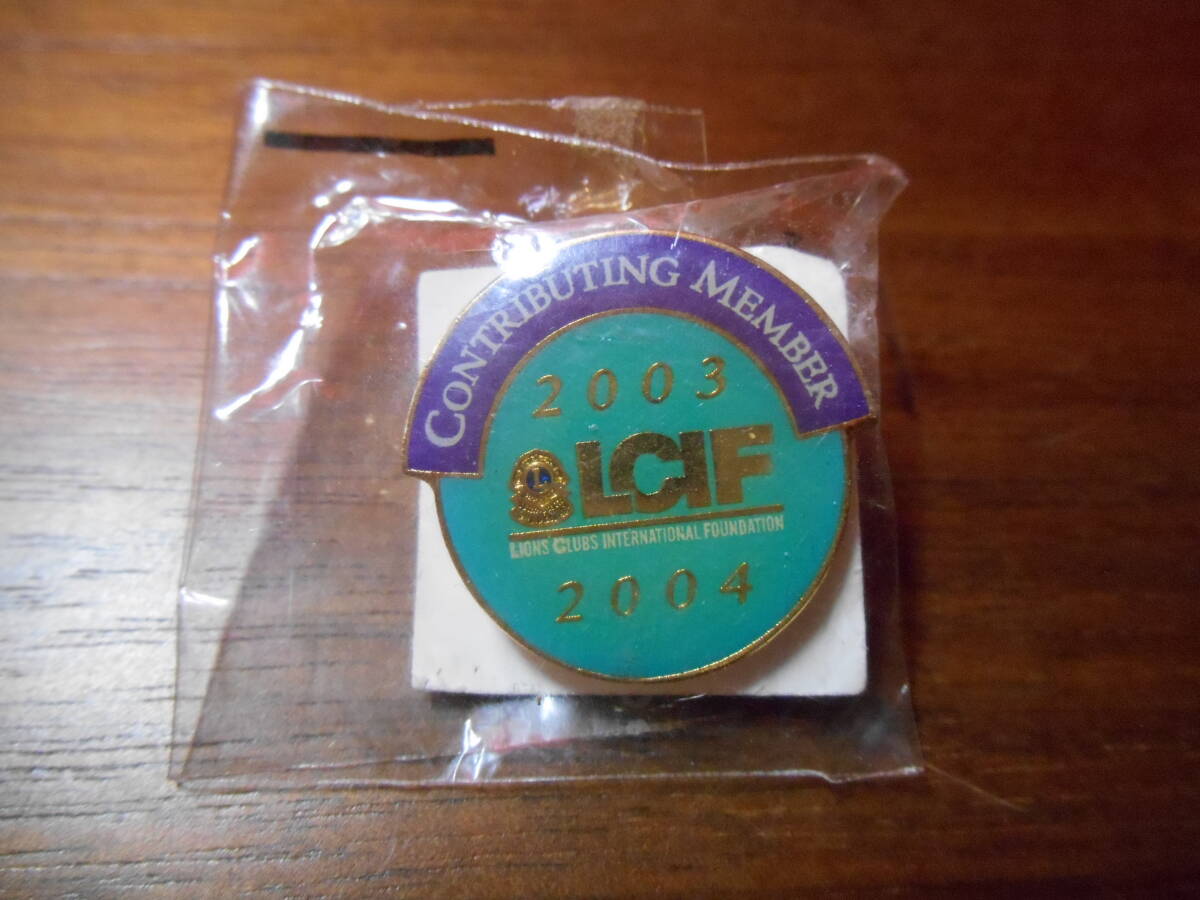 CONTRIBUTING MEMBER
2003
LCIF
LIONS CLUBS INTERNATIONAL FOUNDATION
2004